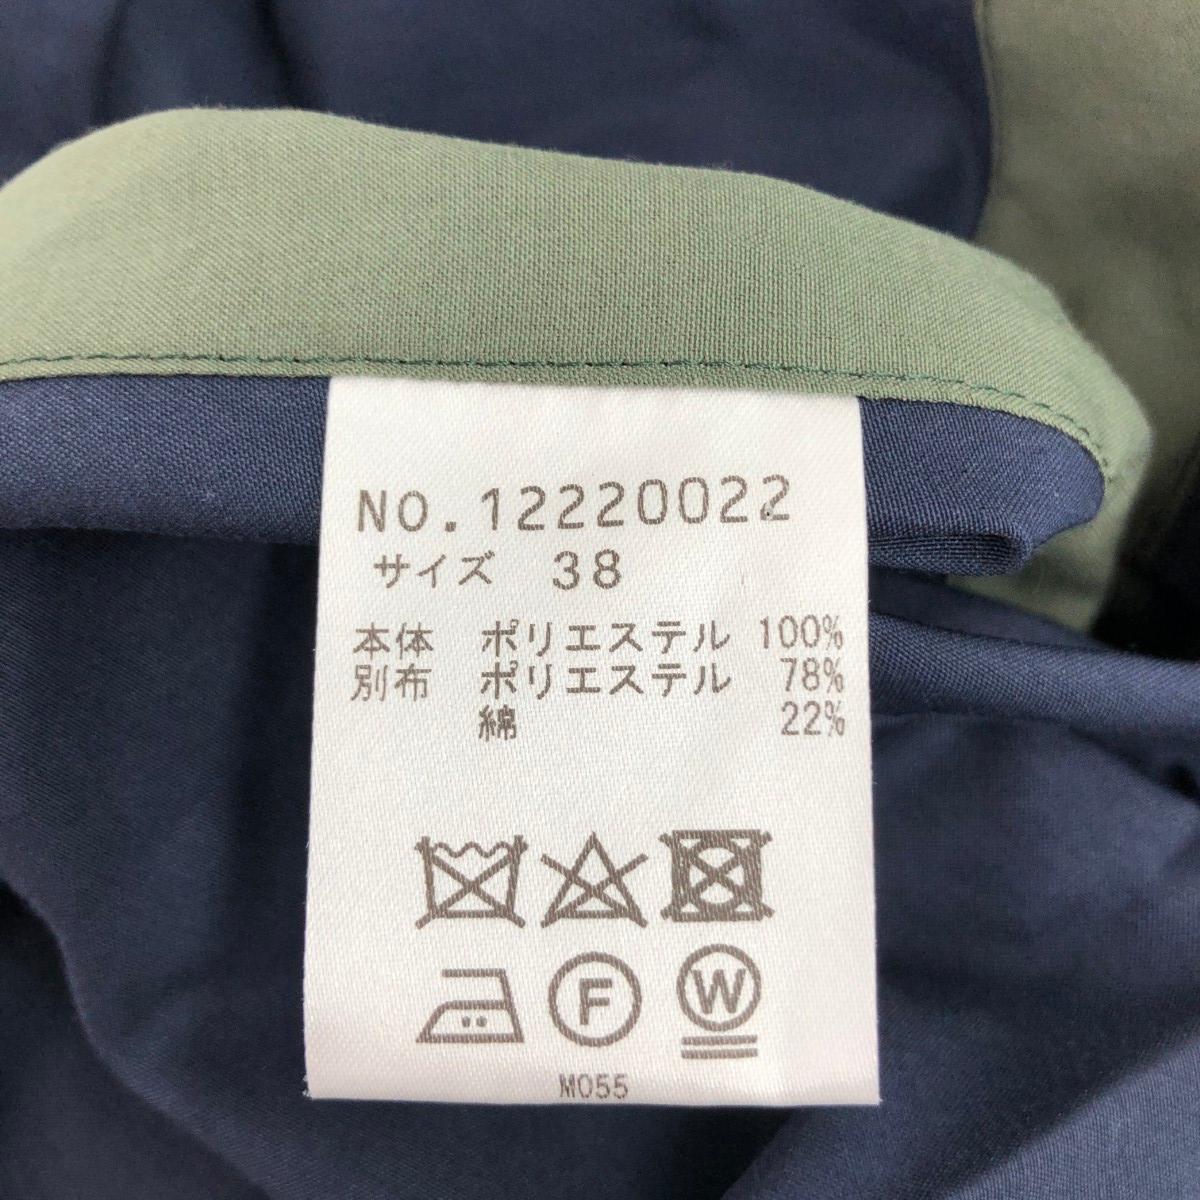 NO.12220022
サイズ 38
本体 ポリエステル 100%
別布 ポリエステル 78%
綿 22%
F W
M055